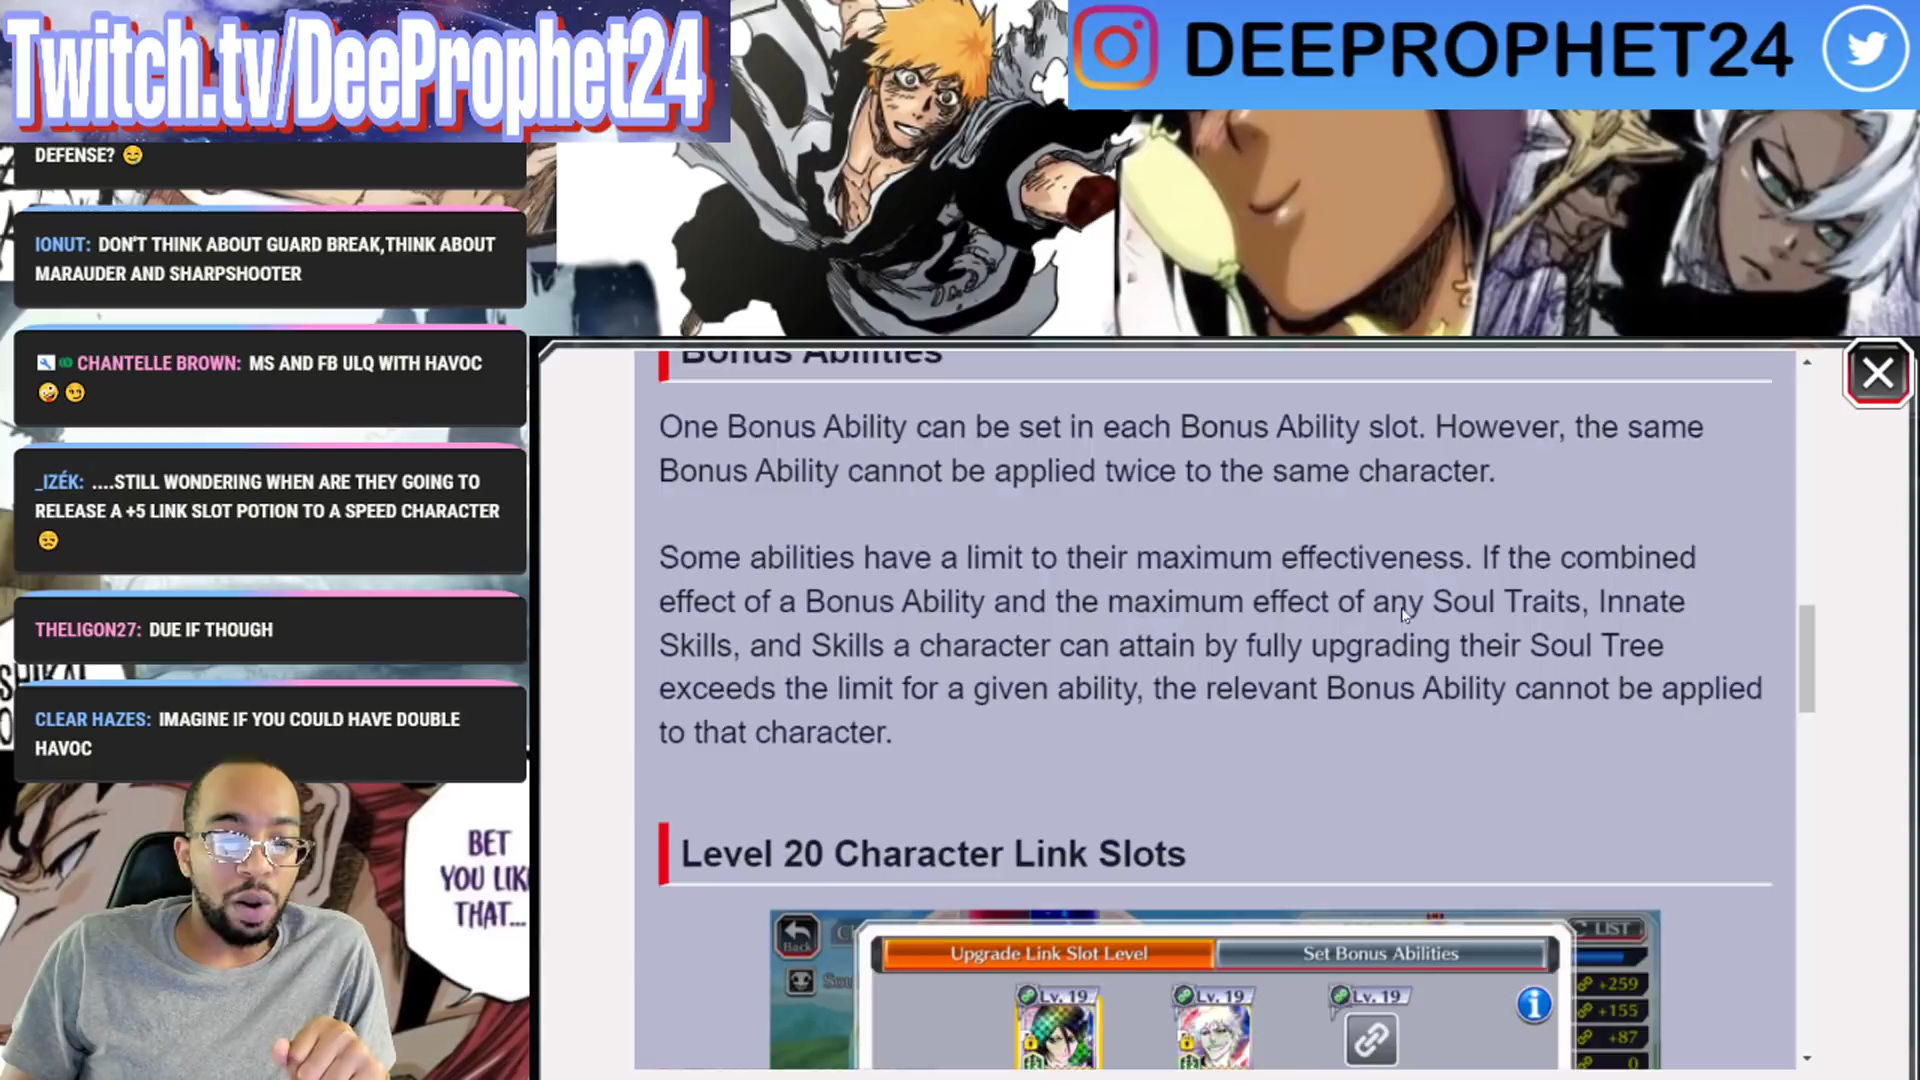 Twitch.tv/DeeProphet24
DEEPROPHET24
DEFENSE? 😊
IONUT: DON'T THINK ABOUT GUARD BREAK,THINK ABOUT
MARAUDER AND SHARPSHOOTER
CHANTELLE BROWN: MS AND FB ULQ WITH HAVOC
🤪 😏
_IZÉK: ....STILL WONDERING WHEN ARE THEY GOING TO
RELEASE A +5 LINK SLOT POTION TO A SPEED CHARACTER
😒
THELIGON27: DUE IF THOUGH
CLEAR HAZES: IMAGINE IF YOU COULD HAVE DOUBLE
HAVOC
BET
YOU LIK
THAT...
Bonus Abilities
One Bonus Ability can be set in each Bonus Ability slot. However, the same
Bonus Ability cannot be applied twice to the same character.
Some abilities have a limit to their maximum effectiveness. If the combined
effect of a Bonus Ability and the maximum effect of any Soul Traits, Innate
Skills, and Skills a character can attain by fully upgrading their Soul Tree
exceeds the limit for a given ability, the relevant Bonus Ability cannot be applied
to that character.
Level 20 Character Link Slots
Back
LIST
Upgrade Link Slot Level
Set Bonus Abilities
Lv. 19
Lv. 19
Lv. 19
+259
+155
+87
0